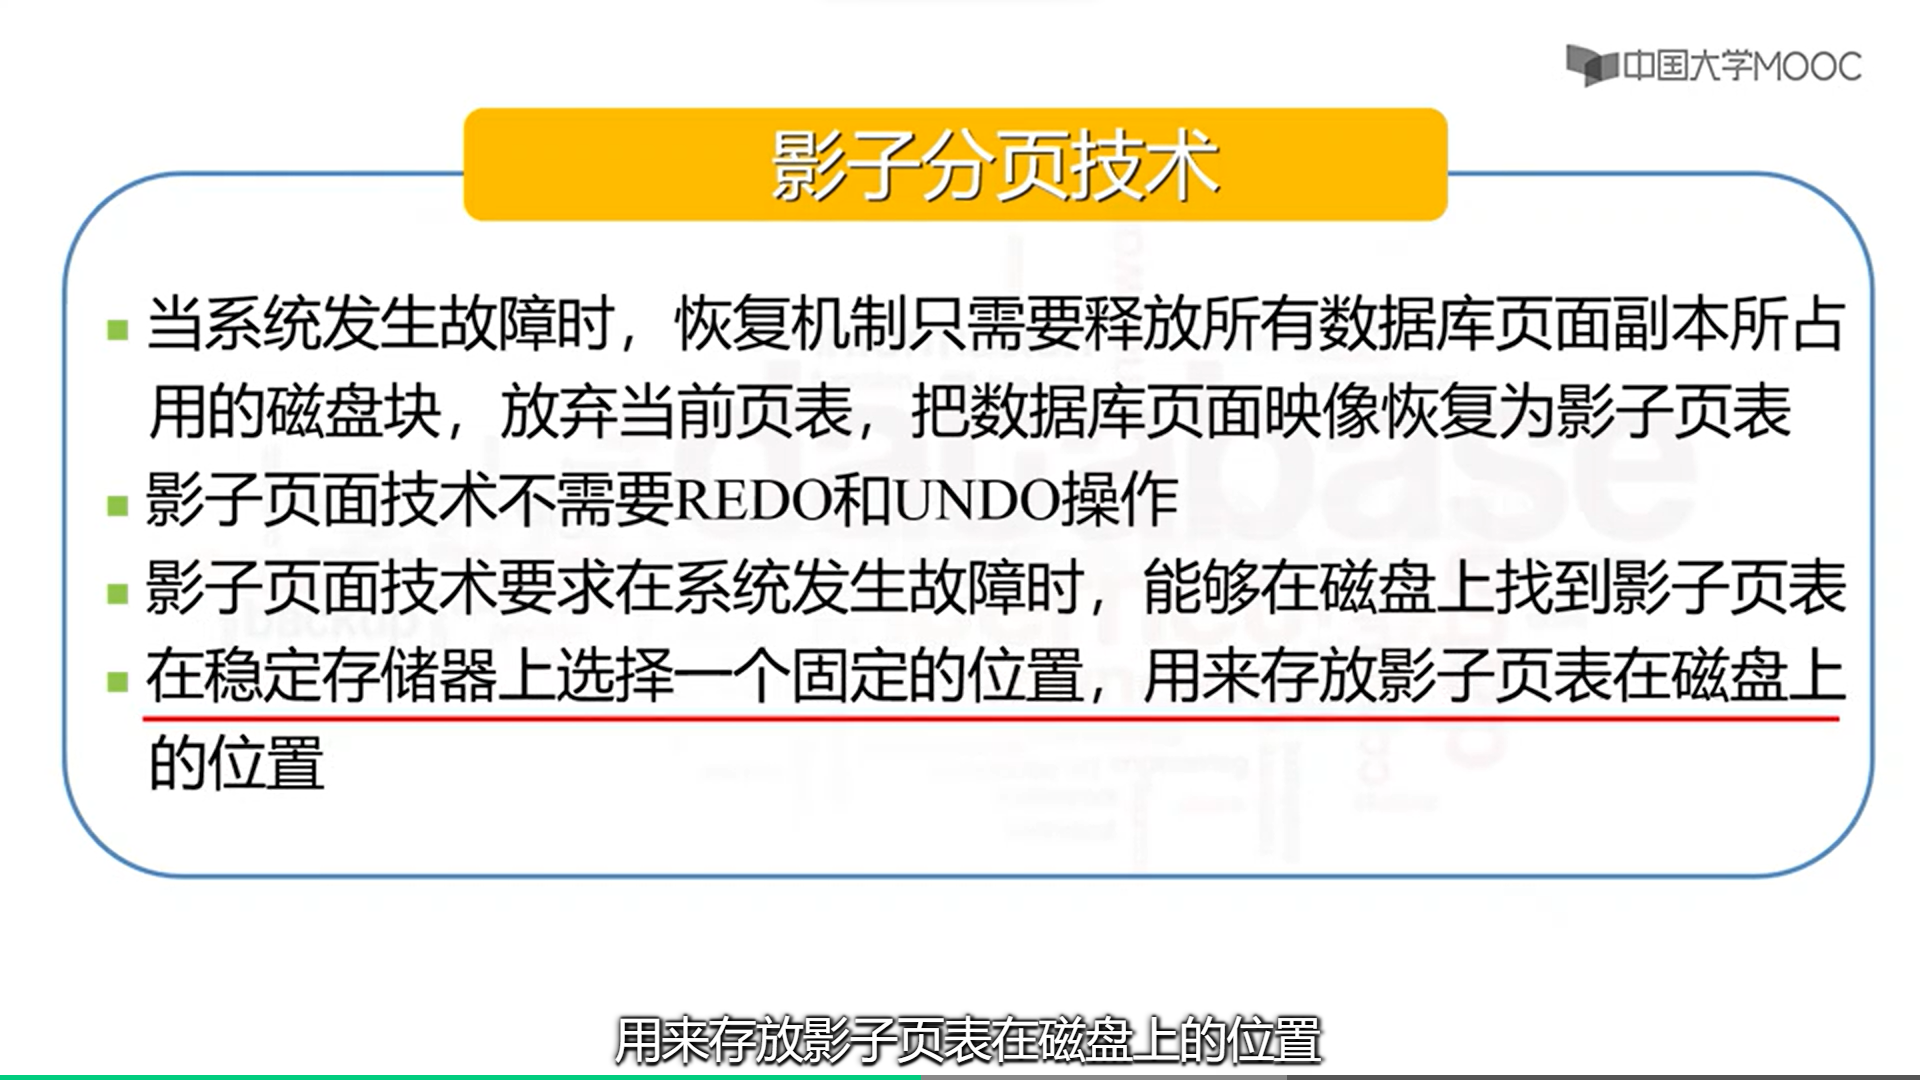 中国大学MOOC
影子分页技术
当系统发生故障时，恢复机制只需要释放所有数据库页面副本所占
用的磁盘块，放弃当前页表，把数据库页面映像恢复为影子页表
影子页面技术不需要REDO和UNDO操作
影子页面技术要求在系统发生故障时，能够在磁盘上找到影子页表
在稳定存储器上选择一个固定的位置，用来存放影子页表在磁盘上
的位置
database
backup
用来存放影子页表在磁盘上的位置